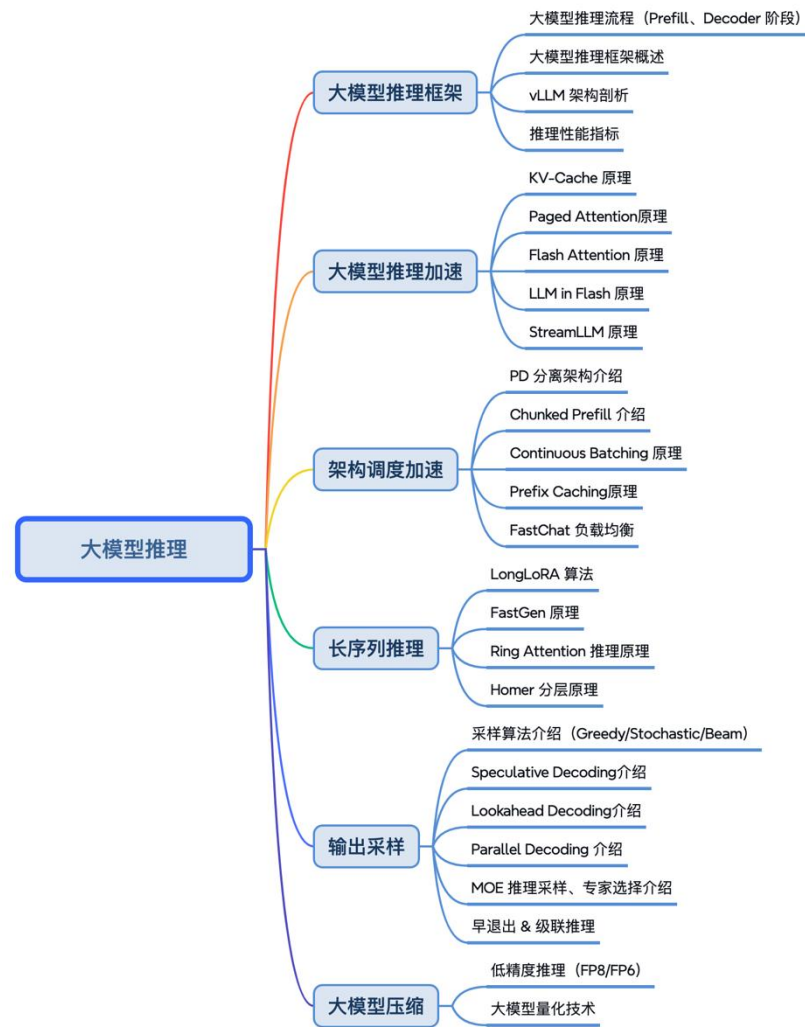 大模型推理
大模型推理框架
大模型推理流程（Prefill、Decoder 阶段）
大模型推理框架概述
vLLM 架构剖析
推理性能指标
大模型推理加速
KV-Cache 原理
Paged Attention原理
Flash Attention 原理
LLM in Flash 原理
StreamLLM 原理
架构调度加速
PD 分离架构介绍
Chunked Prefill 介绍
Continuous Batching 原理
Prefix Caching原理
FastChat 负载均衡
长序列推理
LongLoRA 算法
FastGen 原理
Ring Attention 推理原理
Homer 分层原理
输出采样
采样算法介绍（Greedy/Stochastic/Beam）
Speculative Decoding介绍
Lookahead Decoding介绍
Parallel Decoding 介绍
MOE 推理采样、专家选择介绍
早退出 & 级联推理
大模型压缩
低精度推理（FP8/FP6）
大模型量化技术